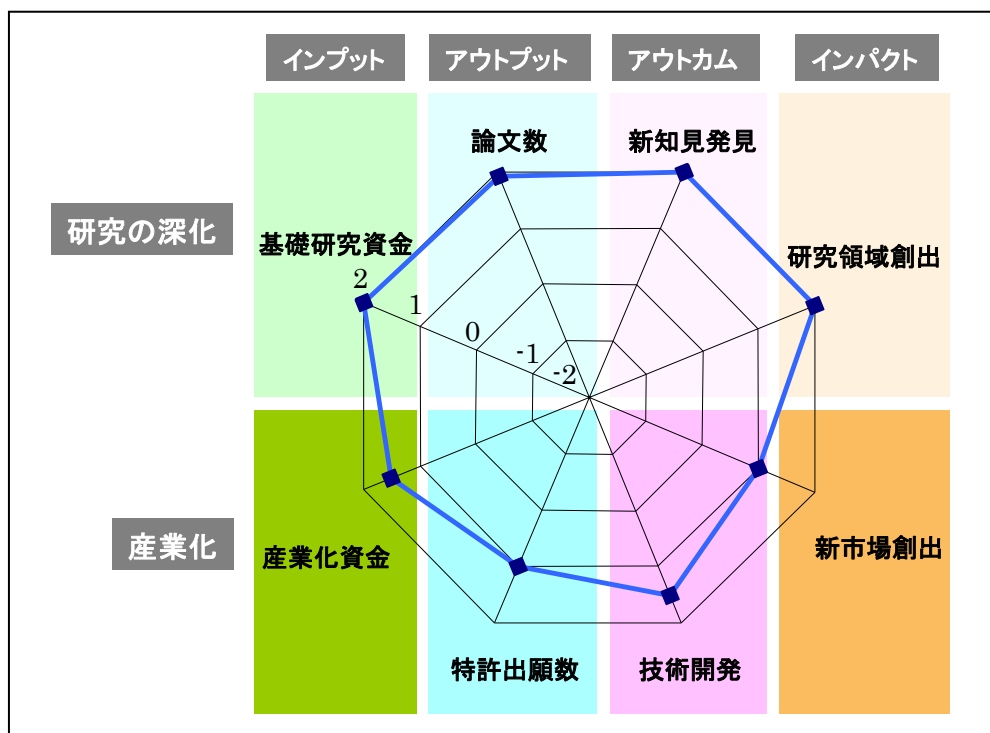 インプット
アウトプット
アウトカム
インパクト
論文数
新知見発見
研究の深化
基礎研究資金
研究領域創出
2
1
0
-1
-2
産業化
産業化資金
新市場創出
特許出願数
技術開発